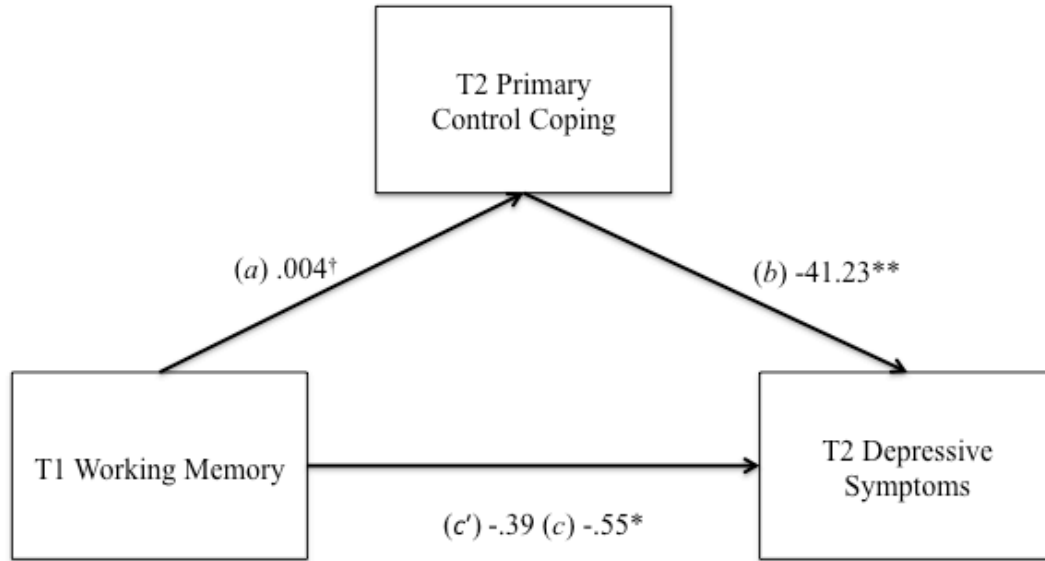 T2 Primary
Control Coping
(a) .004†
(b) -41.23**
T1 Working Memory
T2 Depressive
Symptoms
(c′) -.39 (c) -.55*